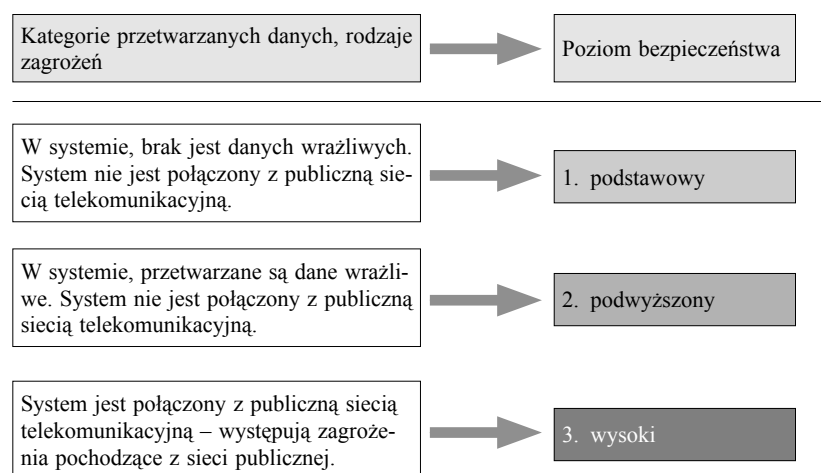 Kategorie przetwarzanych danych, rodzaje
zagrożeń
Poziom bezpieczeństwa
W systemie, brak jest danych wrażliwych.
System nie jest połączony z publiczną sie-
cią telekomunikacyjną.
1. podstawowy
W systemie, przetwarzane są dane wrażli-
we. System nie jest połączony z publiczną
siecią telekomunikacyjną.
2. podwyższony
System jest połączony z publiczną siecią
telekomunikacyjną – występują zagroże-
nia pochodzące z sieci publicznej.
3. wysoki